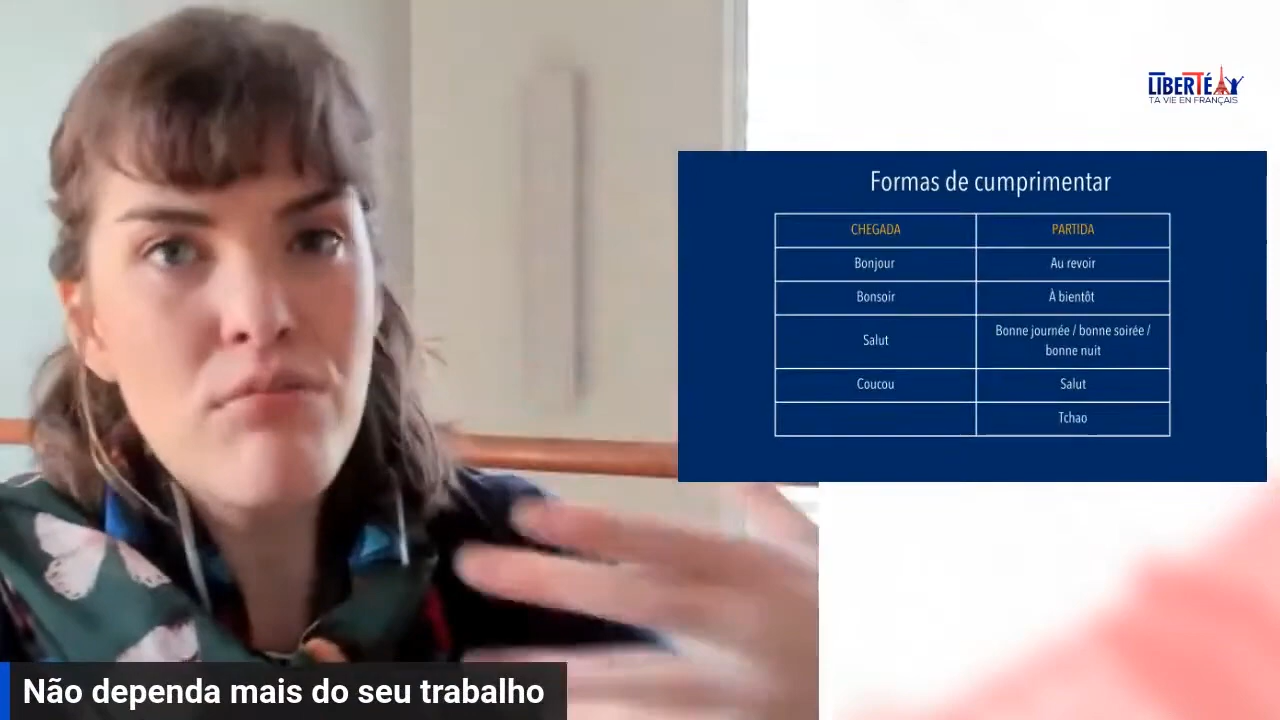 LIBERTÉ
TA VIE EN FRANÇAIS
Formas de cumprimentar
CHEGADA PARTIDA
Bonjour Au revoir
Bonsoir À bientôt
Salut Bonne journée / bonne soirée /
bonne nuit
Coucou Salut
Tchao
Não dependa mais do seu trabalho